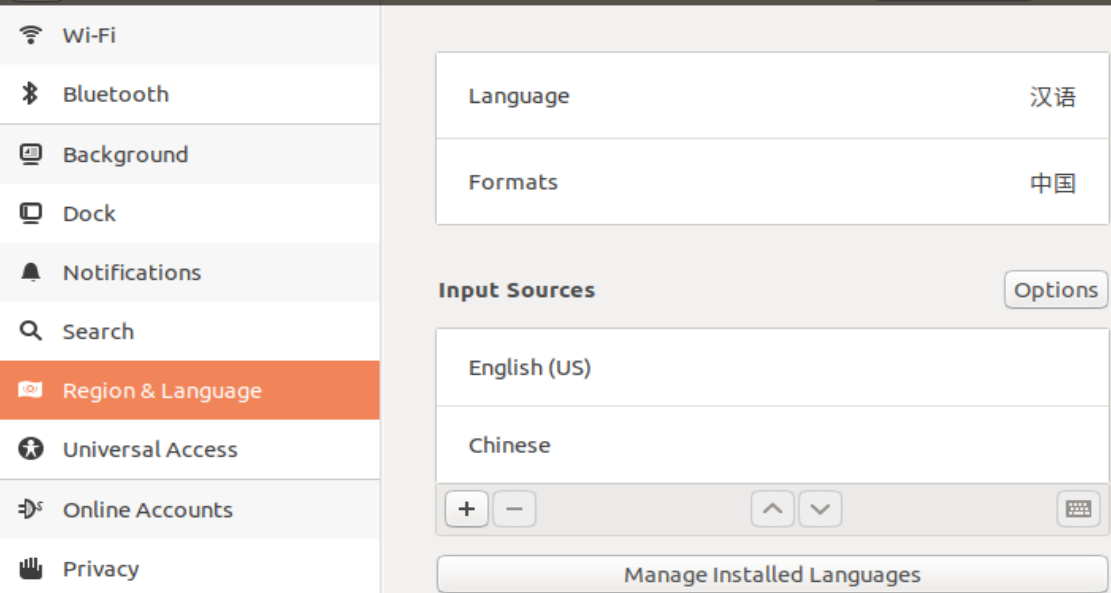 Wi-Fi
Bluetooth
Background
Dock
Notifications
Search
Region & Language
Universal Access
Online Accounts
Privacy
Language 汉语
Formats 中国
Input Sources Options
English (US)
Chinese
Manage Installed Languages